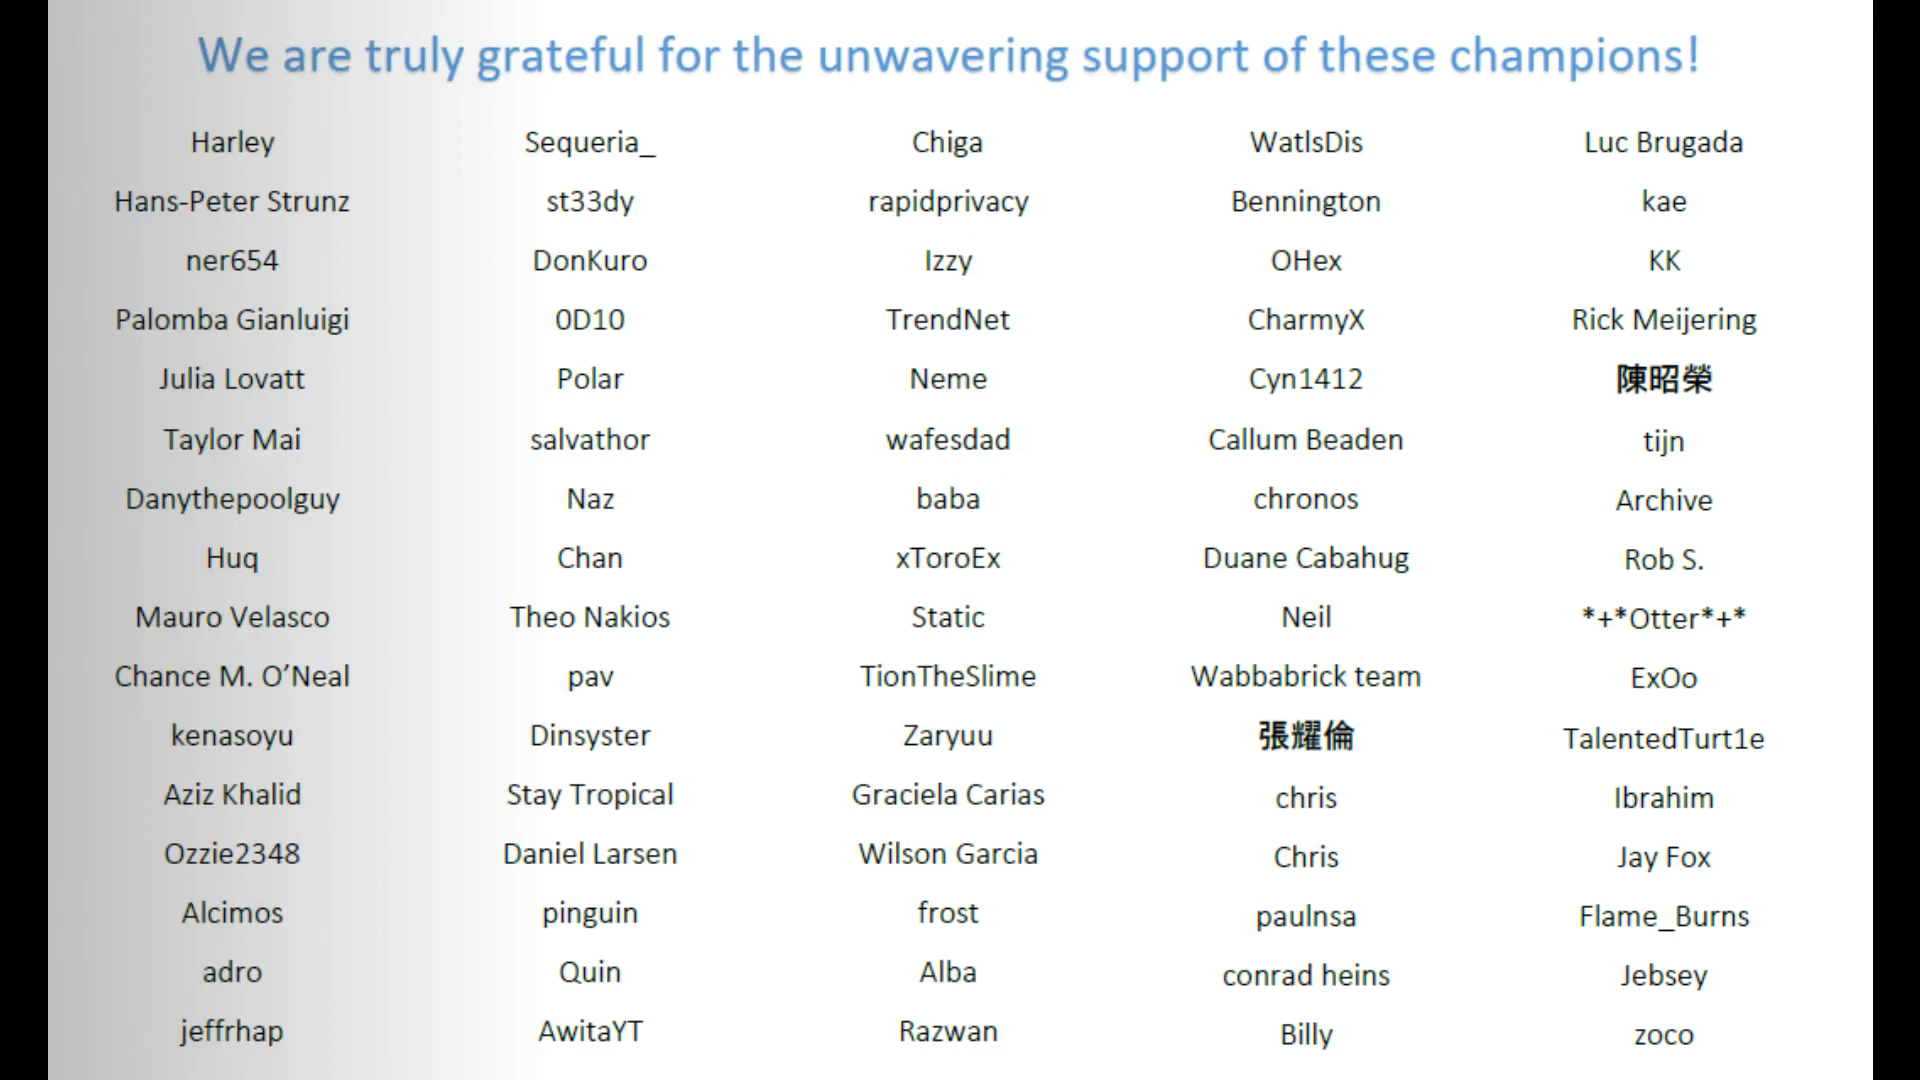 We are truly grateful for the unwavering support of these champions!
Harley Sequeria_ Chiga WatlsDis Luc Brugada
Hans-Peter Strunz st33dy rapidprivacy Bennington kae
ner654 DonKuro Izzy OHex KK
Palomba Gianluigi 0D10 TrendNet CharmyX Rick Meijering
Julia Lovatt Polar Neme Cyn1412 陳昭榮
Taylor Mai salvathor wafesdad Callum Beaden tijn
Danythepoolguy Naz baba chronos Archive
Huq Chan xToroEx Duane Cabahug Rob S.
Mauro Velasco Theo Nakios Static Neil *+*Otter*+*
Chance M. O’Neal pav TionTheSlime Wabbabrick team ExOo
kenasoyu Dinsyster Zaryuu 張耀倫 TalentedTurt1e
Aziz Khalid Stay Tropical Graciela Carias chris Ibrahim
Ozzie2348 Daniel Larsen Wilson Garcia Chris Jay Fox
Alcimos pinguin frost paulnsa Flame_Burns
adro Quin Alba conrad heins Jebsey
jeffrhap AwitaYT Razwan Billy zoco